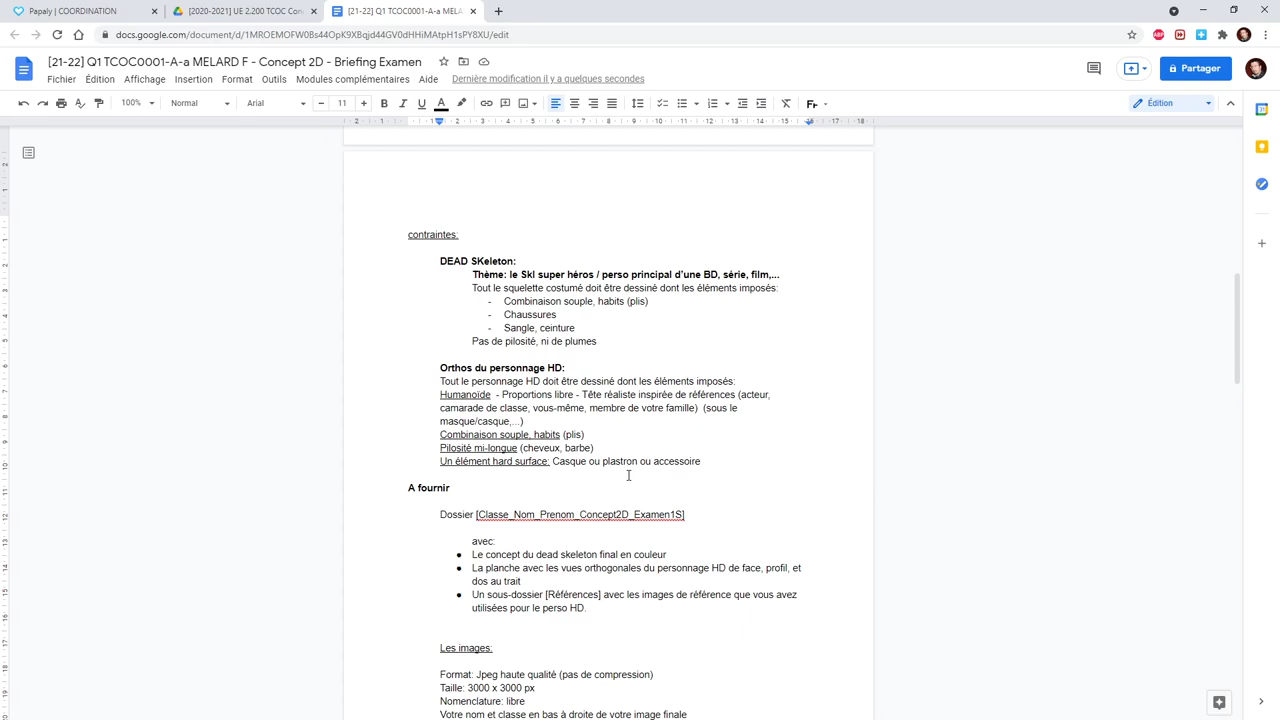 Papaly | COORDINATION
[2020-2021] UE 2.200 TCOC Con
[21-22] Q1 TCOC0001-A-a MELA
docs.google.com/document/d/1MROEMOFW0Bs44OpK9XBqjd44GV0dHHiMAtpH1sPY8XU/edit
[21-22] Q1 TCOC0001-A-a MELARD F - Concept 2D - Briefing Examen
Partager
Fichier Édition Affichage Insertion Format Outils Modules complémentaires Aide Dernière modification il y a quelques secondes
100% Normal Arial 11 Édition
contraintes:
DEAD SKeleton:
Thème: le Skl super héros / perso principal d'une BD, série, film,...
Tout le squelette costumé doit être dessiné dont les éléments imposés:
- Combinaison souple, habits (plis)
- Chaussures
- Sangle, ceinture
Pas de pilosité, ni de plumes
Orthos du personnage HD:
Tout le personnage HD doit être dessiné dont les éléments imposés:
Humanoïde - Proportions libre - Tête réaliste inspirée de références (acteur,
camarade de classe, vous-même, membre de votre famille) (sous le
masque/casque,...)
Combinaison souple, habits (plis)
Pilosité mi-longue (cheveux, barbe)
Un élément hard surface: Casque ou plastron ou accessoire
A fournir
Dossier [Classe_Nom_Prenom_Concept2D_Examen1S]
avec:
● Le concept du dead skeleton final en couleur
● La planche avec les vues orthogonales du personnage HD de face, profil, et
dos au trait
● Un sous-dossier [Références] avec les images de référence que vous avez
utilisées pour le perso HD.
Les images:
Format: Jpeg haute qualité (pas de compression)
Taille: 3000 x 3000 px
Nomenclature: libre
Votre nom et classe en bas à droite de votre image finale